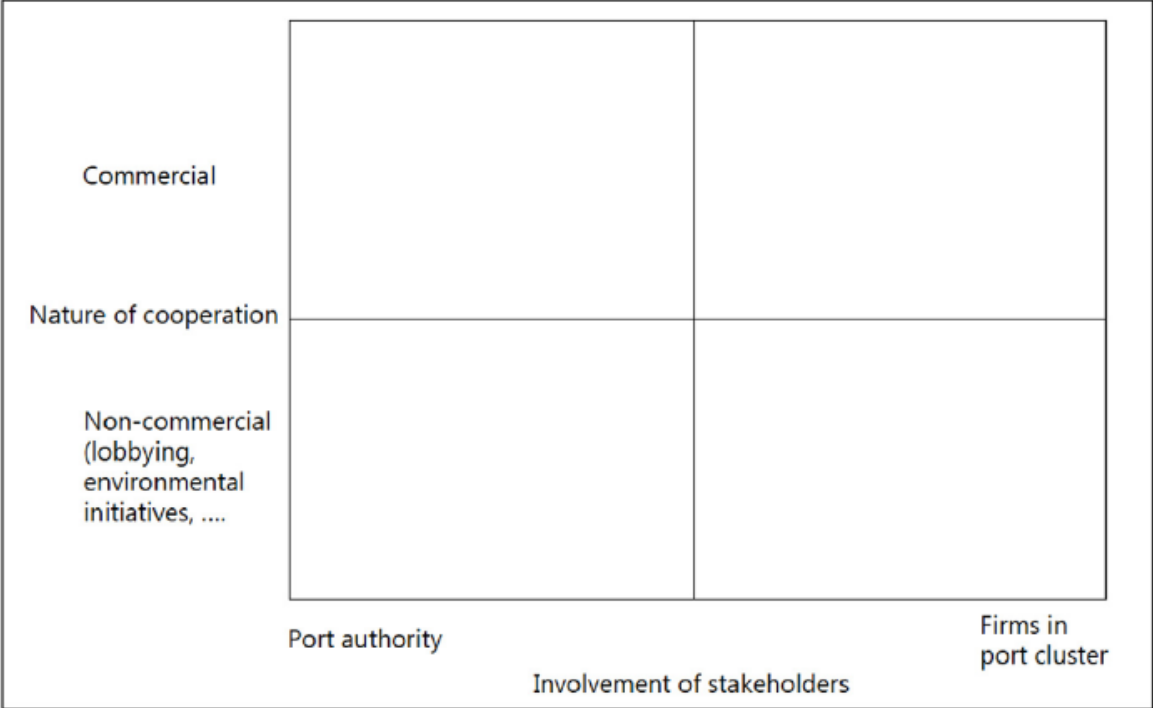 Commercial
Nature of cooperation
Non-commercial
(lobbying,
environmental
initiatives, ....
Port authority
Firms in
port cluster
Involvement of stakeholders